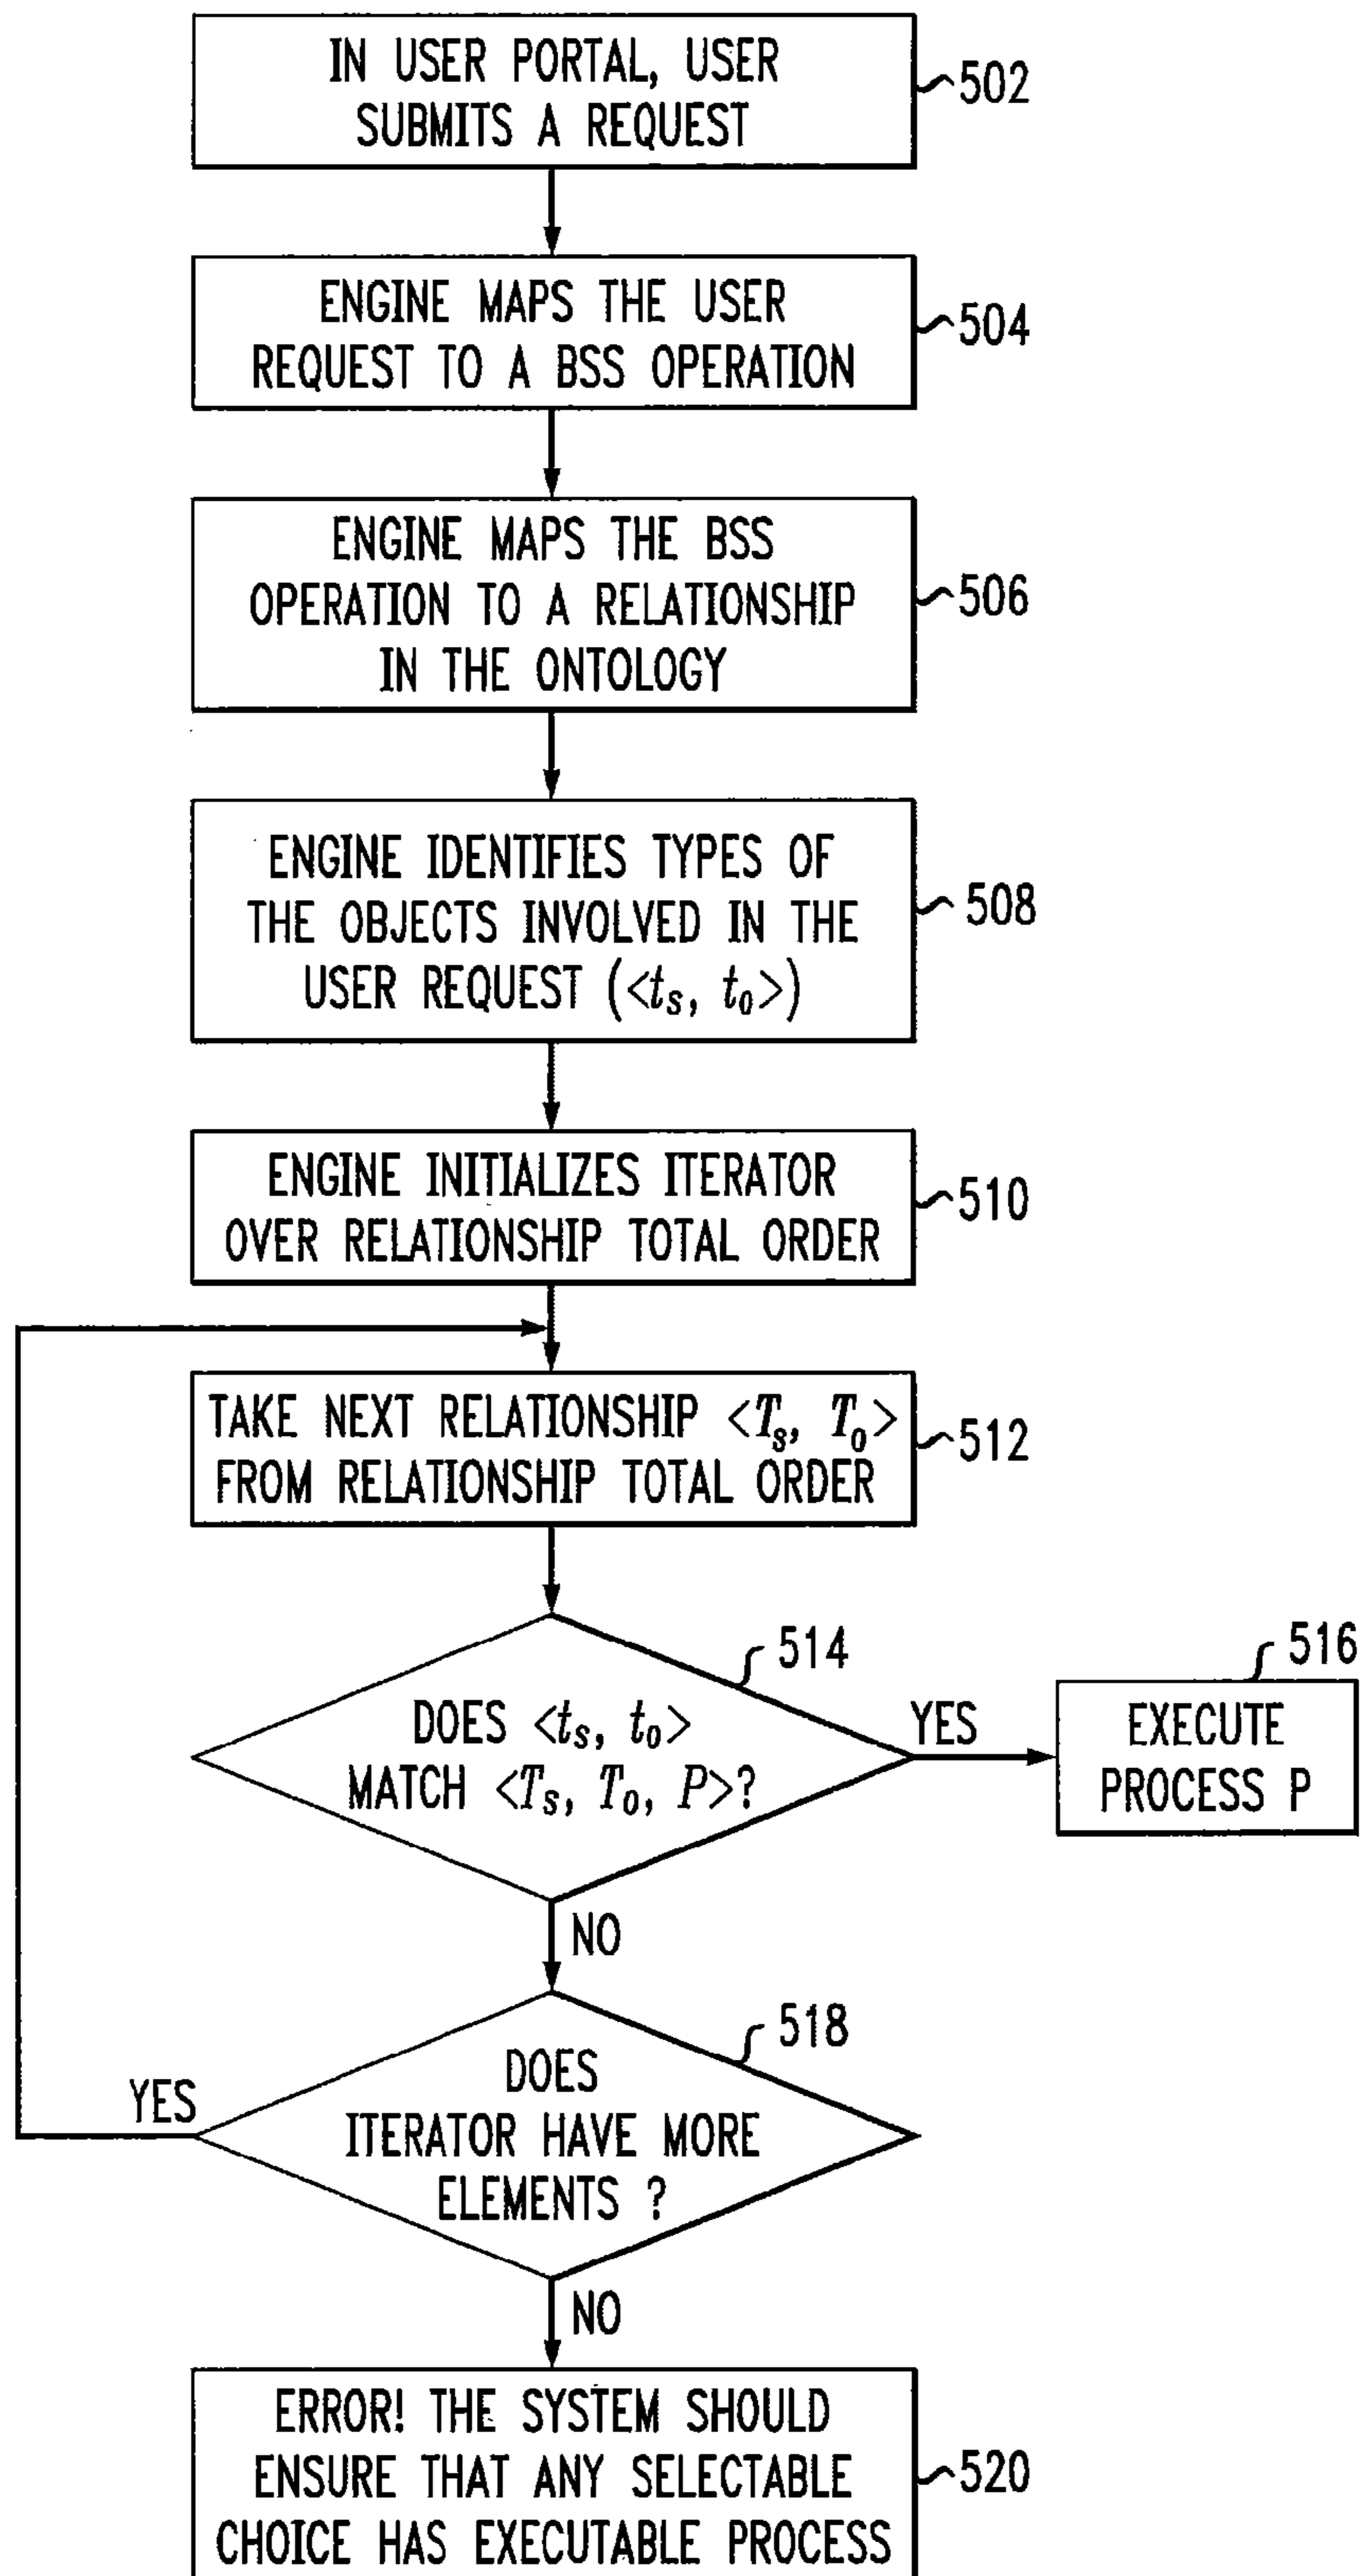 IN USER PORTAL, USER
SUBMITS A REQUEST
502
ENGINE MAPS THE USER
REQUEST TO A BSS OPERATION
504
ENGINE MAPS THE BSS
OPERATION TO A RELATIONSHIP
IN THE ONTOLOGY
506
ENGINE IDENTIFIES TYPES OF
THE OBJECTS INVOLVED IN THE
USER REQUEST (<ts, to>)
508
ENGINE INITIALIZES ITERATOR
OVER RELATIONSHIP TOTAL ORDER
510
TAKE NEXT RELATIONSHIP <Ts, To>
FROM RELATIONSHIP TOTAL ORDER
512
514
DOES <ts, to>
MATCH <Ts, To, P>?
YES
516
EXECUTE
PROCESS P
NO
518
DOES
ITERATOR HAVE MORE
ELEMENTS ?
YES
NO
ERROR! THE SYSTEM SHOULD
ENSURE THAT ANY SELECTABLE
CHOICE HAS EXECUTABLE PROCESS
520